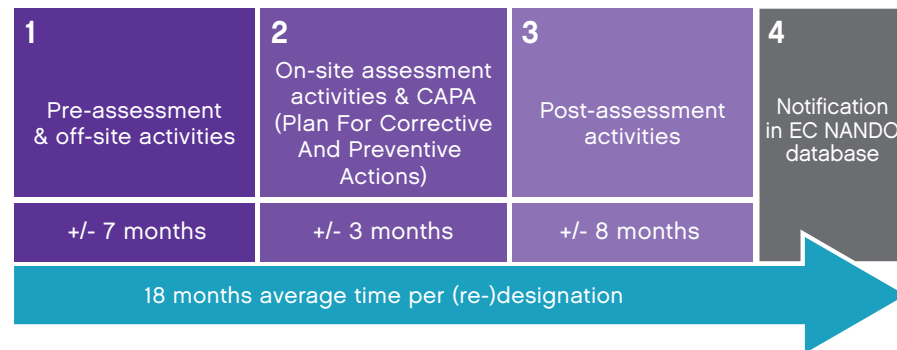 1
Pre-assessment
& off-site activities
+/- 7 months
2
On-site assessment
activities & CAPA
(Plan For Corrective
And Preventive
Actions)
+/- 3 months
3
Post-assessment
activities
+/- 8 months
4
Notification
in EC NANDO
database
18 months average time per (re-)designation